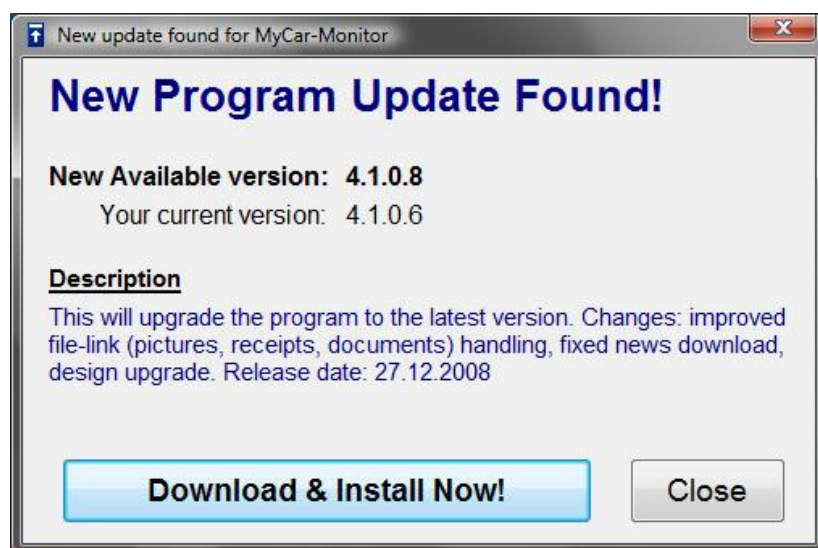 New update found for MyCar-Monitor
New Program Update Found!
New Available version: 4.1.0.8
Your current version: 4.1.0.6
Description
This will upgrade the program to the latest version. Changes: improved
file-link (pictures, receipts, documents) handling, fixed news download,
design upgrade. Release date: 27.12.2008
Download & Install Now!
Close